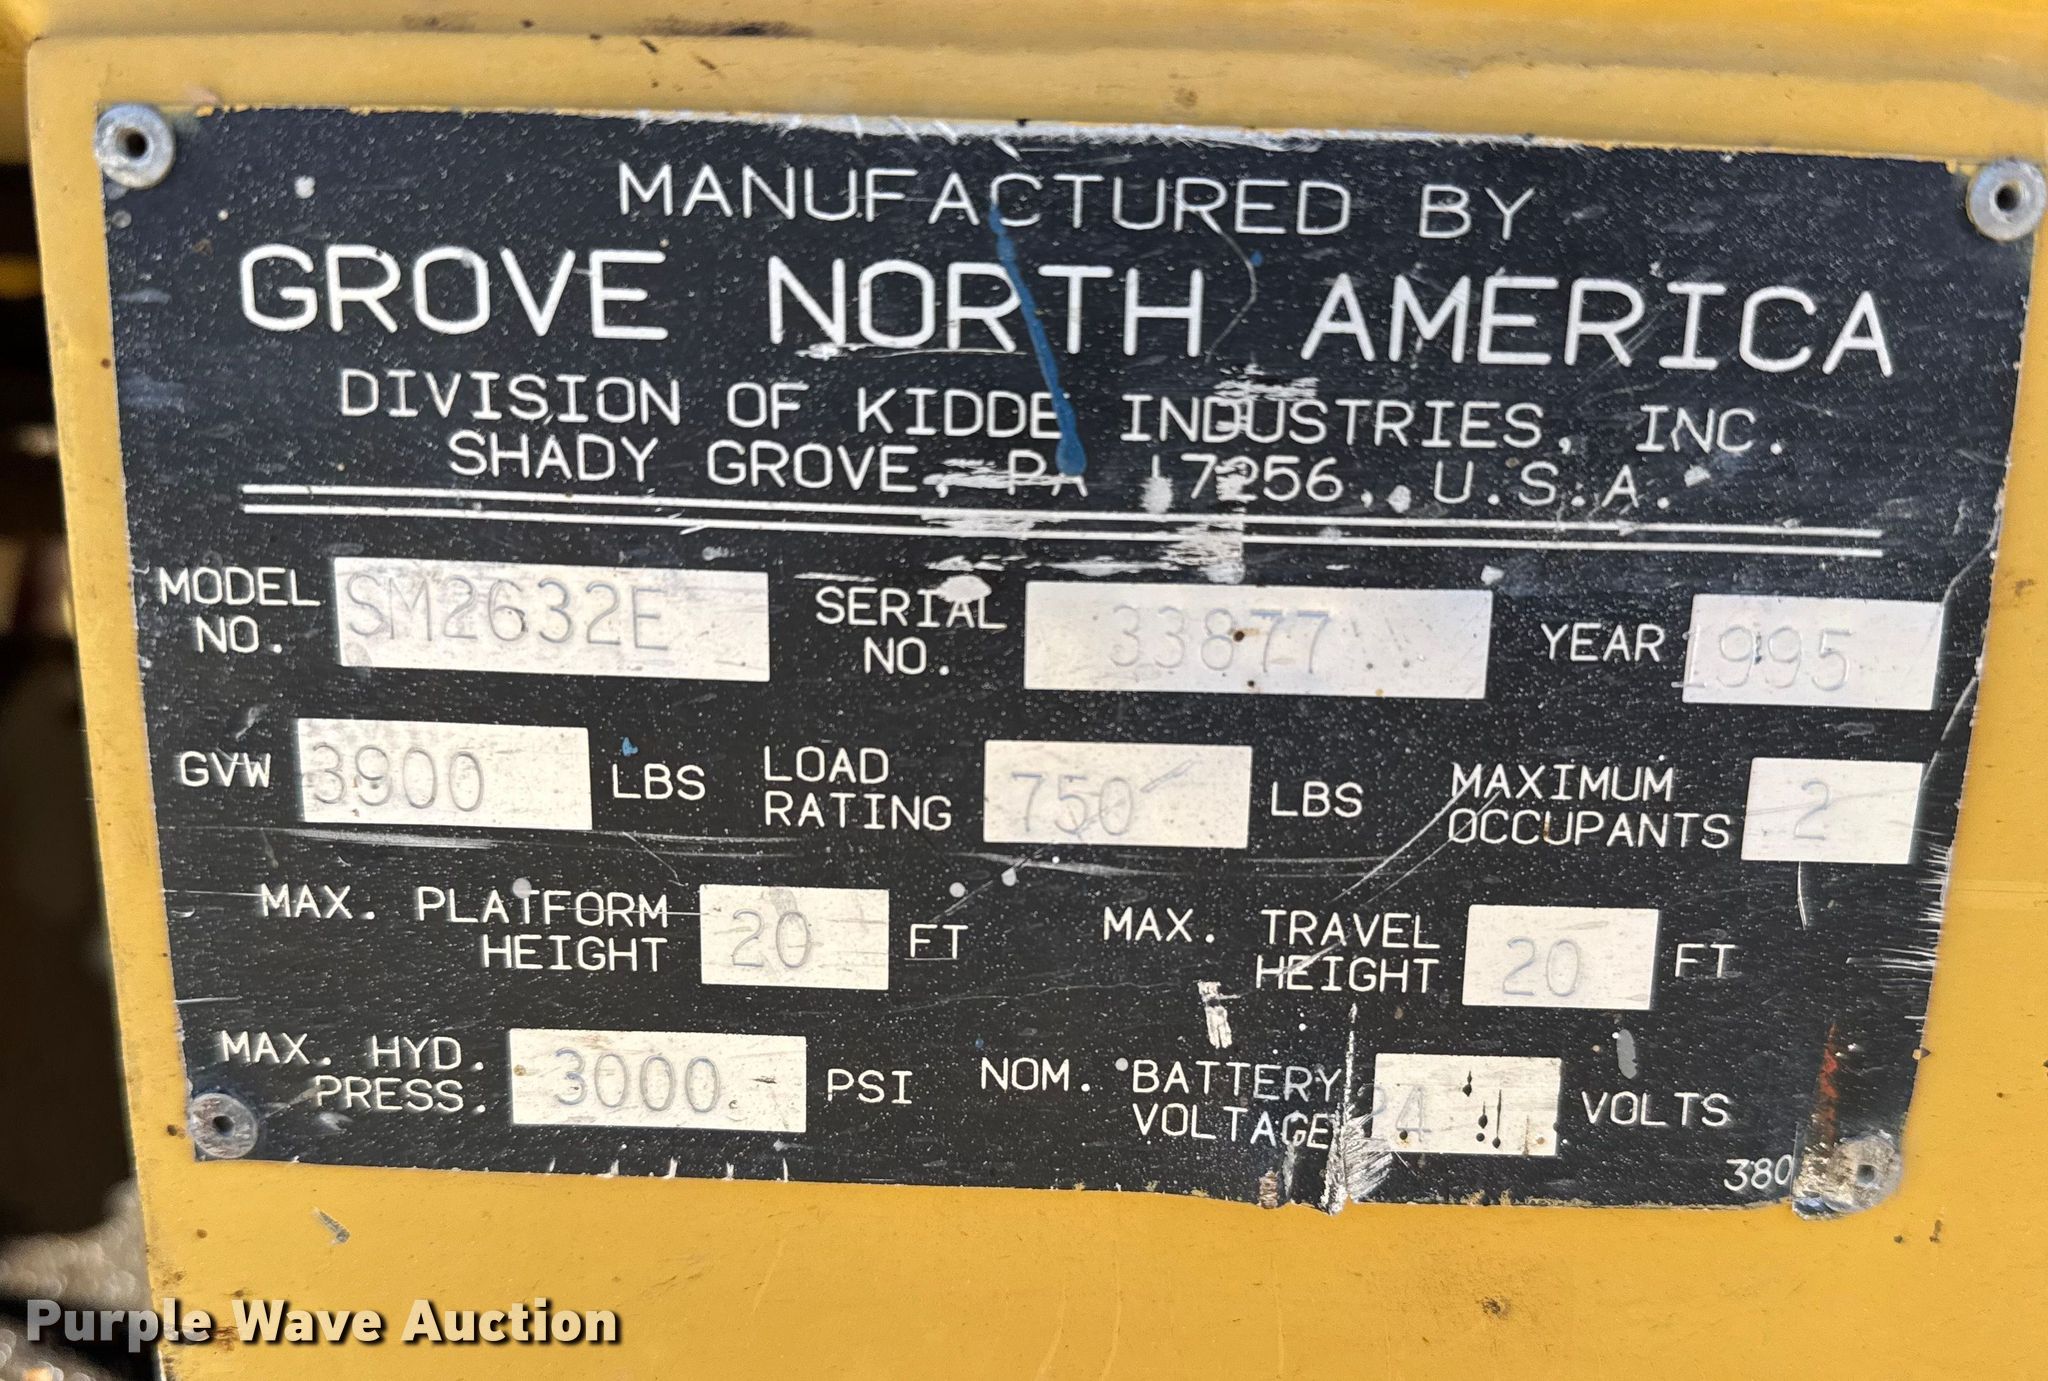 MANUFACTURED BY
GROVE NORTH AMERICA
DIVISION OF KIDDE INDUSTRIES, INC.
SHADY GROVE, PA 17256, U.S.A.
MODEL NO. SM2632E SERIAL NO. 33877 YEAR 1995
GVW 3900 LBS LOAD RATING 750 LBS MAXIMUM OCCUPANTS 2
MAX. PLATFORM HEIGHT 20 FT MAX. TRAVEL HEIGHT 20 FT
MAX. HYD. PRESS. 3000 PSI NOM. BATTERY VOLTAGE 24 VOLTS
380
Purple Wave Auction